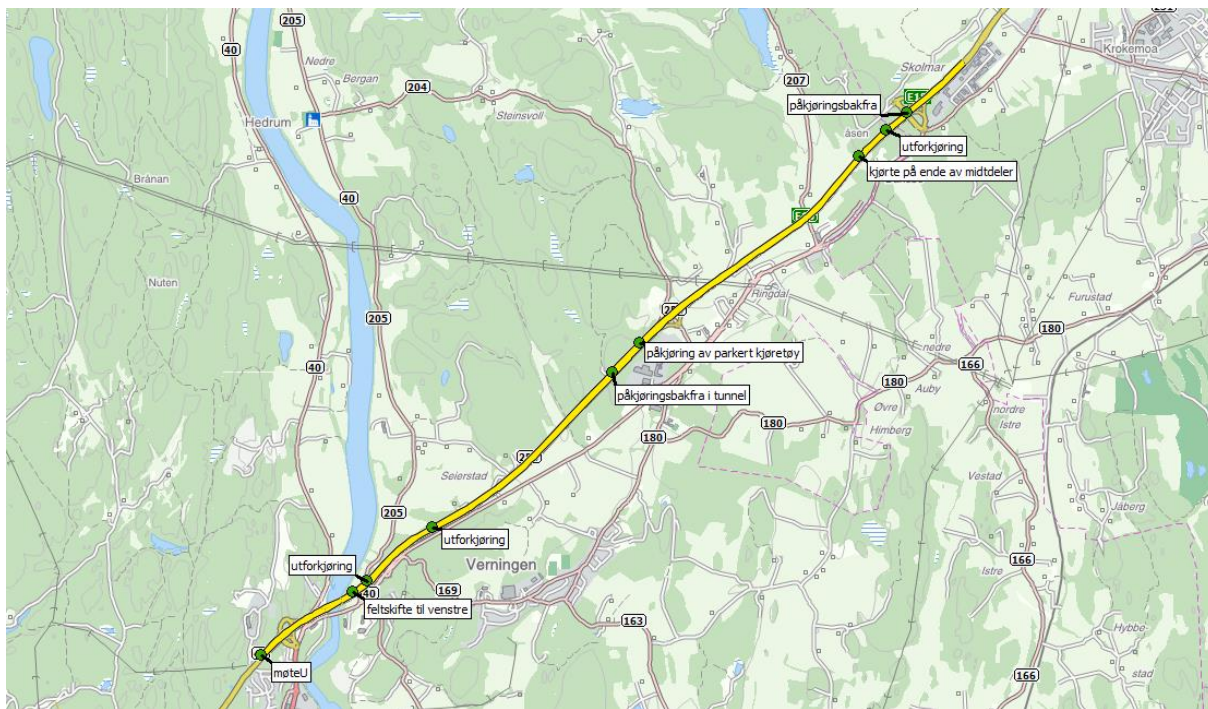 205
40
Nedre
Bergan
204
Hedrum
Steinsvoll
207
Skolmar
Krokemoa
påkjøringsbakfra
åsen
utforkjøring
kjørte på ende av midtdeler
Brånan
40
Nuten
205
40
Ringdal
Furustad
180
nedre
166
påkjøring av parkert kjøretøy
180
Auby
påkjøringsbakfra i tunnel
Øvre
Himberg
nordre
Istre
180
180
Seierstad
Vestad
Jåberg
205
utforkjøring
utforkjøring
Verningen
166
Istre
40
169
feltskifte til venstre
163
Hybbe
møteU
166
stad